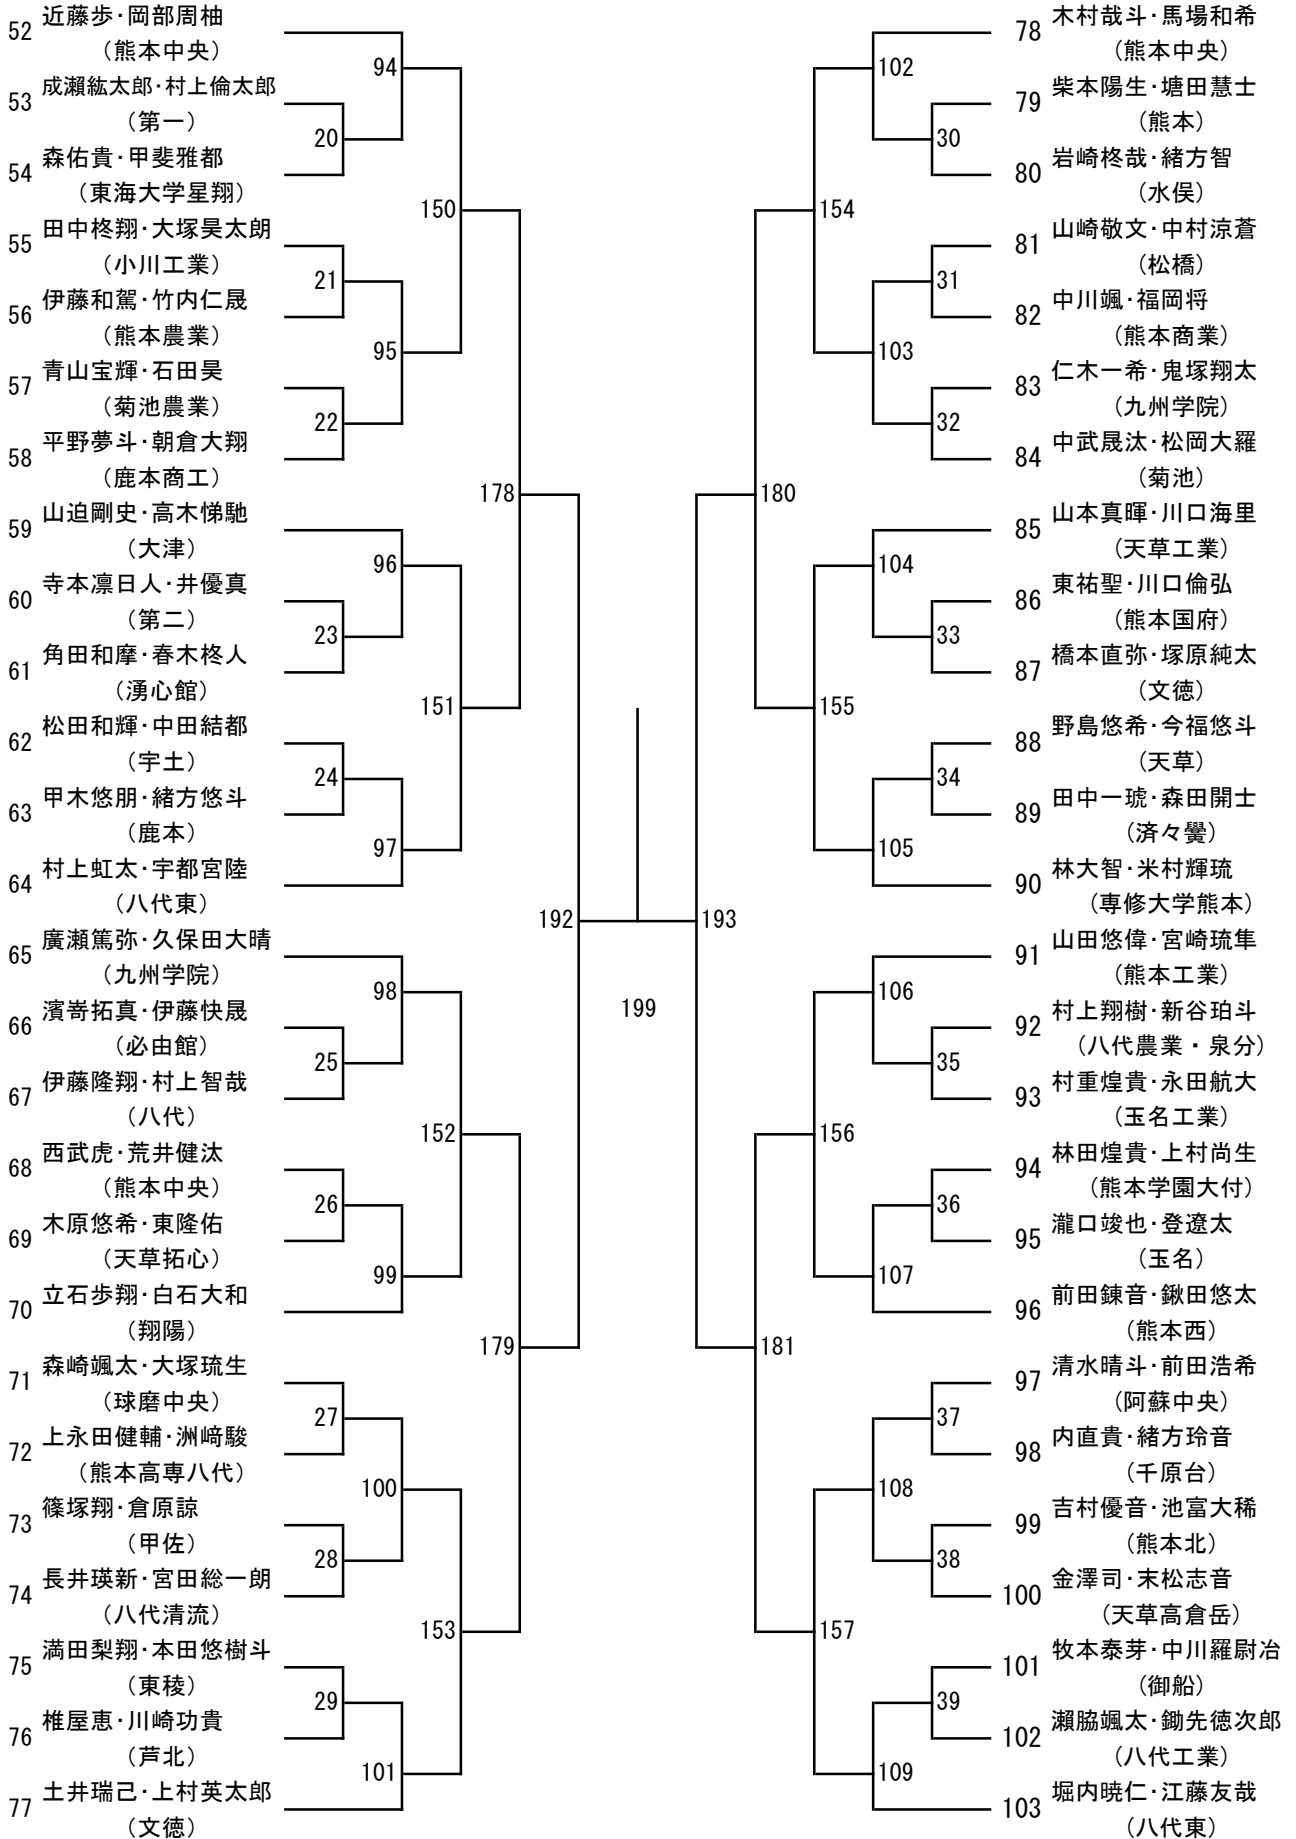 52 近藤歩･岡部周柚
（熊本中央）
53 成瀨紘太郎･村上倫太郎
（第一）
54 森佑貴･甲斐雅都
（東海大学星翔）
55 田中柊翔･大塚昊太朗
（小川工業）
56 伊藤和駕･竹内仁晟
（熊本農業）
57 青山宝輝･石田昊
（菊池農業）
58 平野夢斗･朝倉大翔
（鹿本商工）
59 山迫剛史･高木悌馳
（大津）
60 寺本凛日人･井優真
（第二）
61 角田和摩･春木柊人
（湧心館）
62 松田和輝･中田結都
（宇土）
63 甲木悠朋･緒方悠斗
（鹿本）
64 村上虹太･宇都宮陸
（八代東）
65 廣瀬篤弥･久保田大晴
（九州学院）
66 濱嵜拓真･伊藤快晟
（必由館）
67 伊藤隆翔･村上智哉
（八代）
68 西武虎･荒井健汰
（熊本中央）
69 木原悠希･東隆佑
（天草拓心）
70 立石歩翔･白石大和
（翔陽）
71 森崎颯太･大塚琉生
（球磨中央）
72 上永田健輔･洲﨑駿
（熊本高専八代）
73 篠塚翔･倉原諒
（甲佐）
74 長井瑛新･宮田総一朗
（八代清流）
75 満田梨翔･本田悠樹斗
（東稜）
76 椎屋恵･川崎功貴
（芦北）
77 土井瑞己･上村英太郎
（文徳）
94
20
150
21
95
22
178
96
23
151
24
97
192
98
25
152
26
99
179
27
100
28
153
29
101
199
193
102
30
154
31
103
32
180
104
33
155
34
105
106
35
156
36
107
181
37
108
38
157
39
109
78 木村哉斗･馬場和希
（熊本中央）
79 柴本陽生･塘田慧士
（熊本）
80 岩崎柊哉･緒方智
（水俣）
81 山崎敬文･中村涼蒼
（松橋）
82 中川颯･福岡将
（熊本商業）
83 仁木一希･鬼塚翔太
（九州学院）
84 中武晟汰･松岡大羅
（菊池）
85 山本真暉･川口海里
（天草工業）
86 東祐聖･川口倫弘
（熊本国府）
87 橋本直弥･塚原純太
（文徳）
88 野島悠希･今福悠斗
（天草）
89 田中一琥･森田開士
（済々黌）
90 林大智･米村輝琉
（専修大学熊本）
91 山田悠偉･宮崎琉隼
（熊本工業）
92 村上翔樹･新谷珀斗
（八代農業・泉分）
93 村重煌貴･永田航大
（玉名工業）
94 林田煌貴･上村尚生
（熊本学園大付）
95 瀧口竣也･登遼太
（玉名）
96 前田錬音･鍬田悠太
（熊本西）
97 清水晴斗･前田浩希
（阿蘇中央）
98 内直貴･緒方玲音
（千原台）
99 吉村優音･池富大稀
（熊本北）
100 金澤司･末松志音
（天草高倉岳）
101 牧本泰芽･中川羅尉冶
（御船）
102 瀨脇颯太･鋤先徳次郎
（八代工業）
103 堀内暁仁･江藤友哉
（八代東）